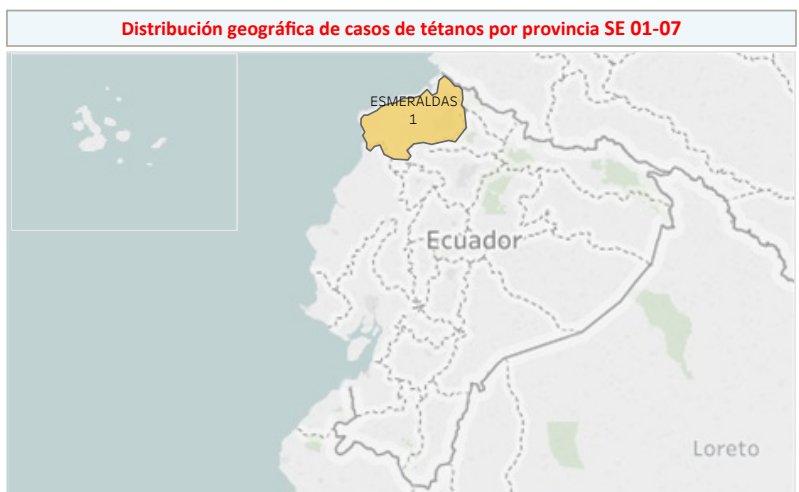 Distribución geográfica de casos de tétanos por provincia SE 01-07
ESMERALDAS
1
Ecuador
Loreto